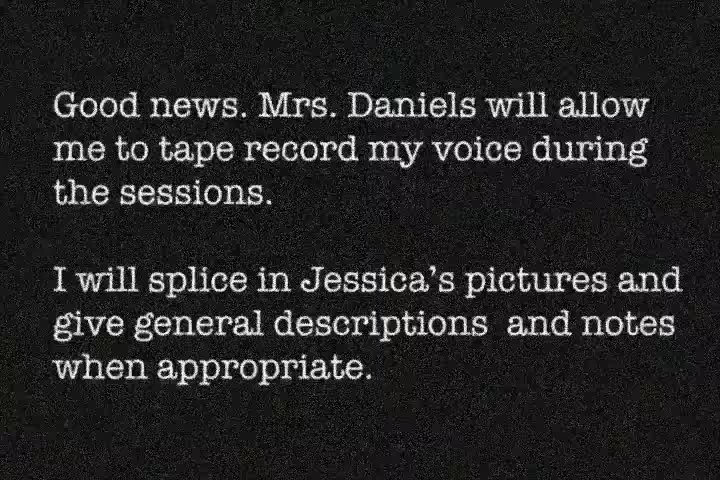 Good news. Mrs. Daniels will allow
me to tape record my voice during
the sessions.
I will splice in Jessica’s pictures and
give general descriptions  and notes
when appropriate.